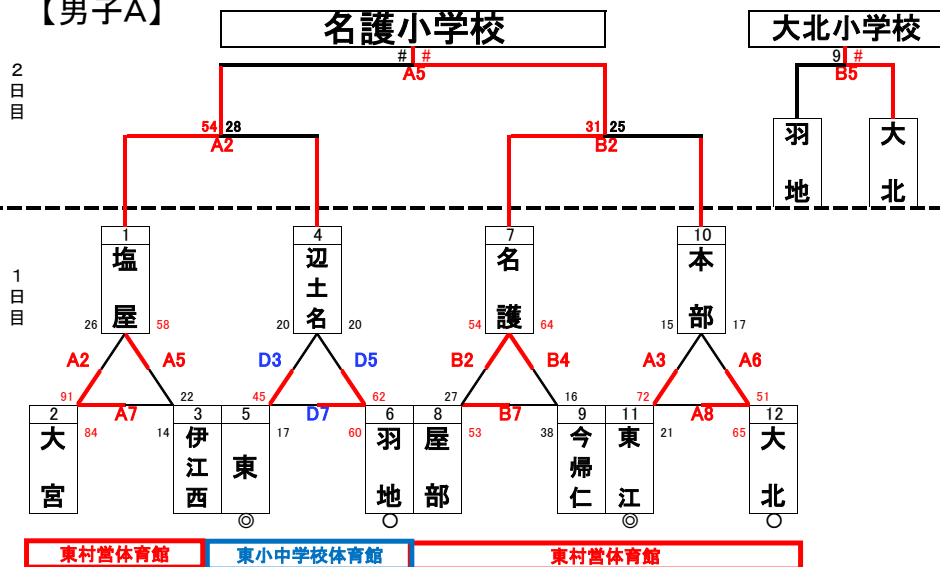 【男子A】
名護小学校
大北小学校
# #
A5
9 #
B5
2日目
54 28
A2
31 25
B2
羽地
大北
1日目
1
塩屋
4
辺土名
7
名護
10
本部
26 58
20 20
54 64
15 17
A2 A5
D3 D5
B2 B4
A3 A6
91 22
45 62
27 16
72 51
A7
D7
B7
A8
2
大宮
3
伊江西
5
東
6
羽地
8
屋部
9
今帰仁
11
東江
12
大北
84 14
17 60
53 38
21 65
◎ ○ ◎ ○
東村営体育館
東小中学校体育館
東村営体育館